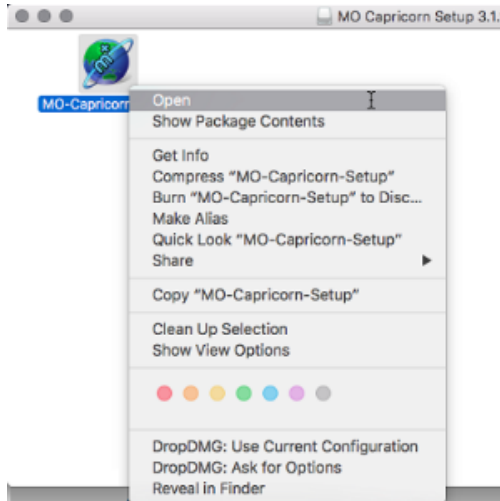 MO Capricorn Setup 3.1.
MO-Capricorn
Open
Show Package Contents
Get Info
Compress “MO-Capricorn-Setup”
Burn “MO-Capricorn-Setup” to Disc...
Make Alias
Quick Look “MO-Capricorn-Setup”
Share
Copy “MO-Capricorn-Setup”
Clean Up Selection
Show View Options
DropDMG: Use Current Configuration
DropDMG: Ask for Options
Reveal in Finder